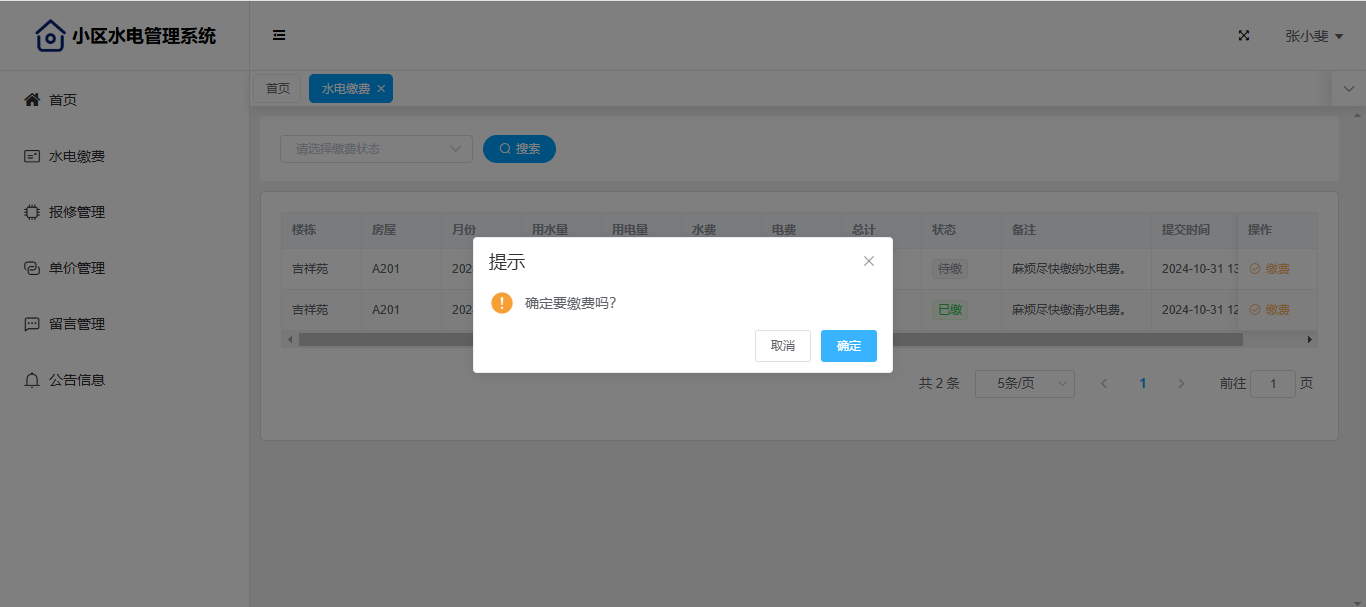 小区水电管理系统
张小斐
首页
水电缴费
报修管理
单价管理
留言管理
公告信息
首页 水电缴费
请选择缴费状态 搜索
楼栋 房屋 月份 用水量 用电量 水费 电费 总计 状态 备注 提交时间 操作
吉祥苑 A201 202 待缴 麻烦尽快缴纳水电费。 2024-10-31 13 缴费
吉祥苑 A201 202 已缴 麻烦尽快缴清水电费。 2024-10-31 12 缴费
提示
确定要缴费吗?
取消 确定
共 2 条 5条/页 1 前往 1 页